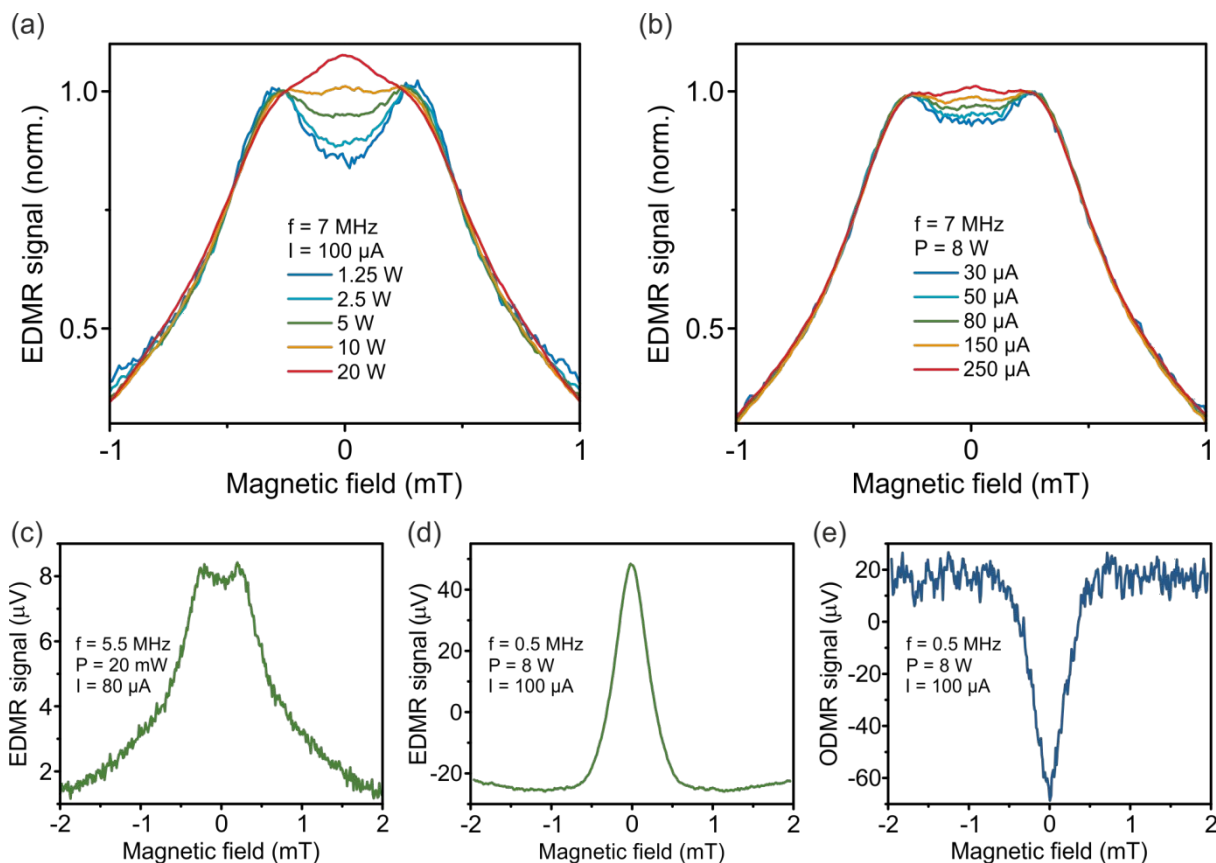 (a)
EDMR signal (norm.)
1.0
0.5
f = 7 MHz
I = 100 µA
1.25 W
2.5 W
5 W
10 W
20 W
-1
0
1
Magnetic field (mT)
(b)
EDMR signal (norm.)
1.0
0.5
f = 7 MHz
P = 8 W
30 µA
50 µA
80 µA
150 µA
250 µA
-1
0
1
Magnetic field (mT)
(c)
EDMR signal (µV)
8
6
4
2
f = 5.5 MHz
P = 20 mW
I = 80 µA
-2
-1
0
1
2
Magnetic field (mT)
(d)
EDMR signal (µV)
40
20
0
-20
f = 0.5 MHz
P = 8 W
I = 100 µA
-2
-1
0
1
2
Magnetic field (mT)
(e)
ODMR signal (µV)
20
0
-20
-40
-60
f = 0.5 MHz
P = 8 W
I = 100 µA
-2
-1
0
1
2
Magnetic field (mT)